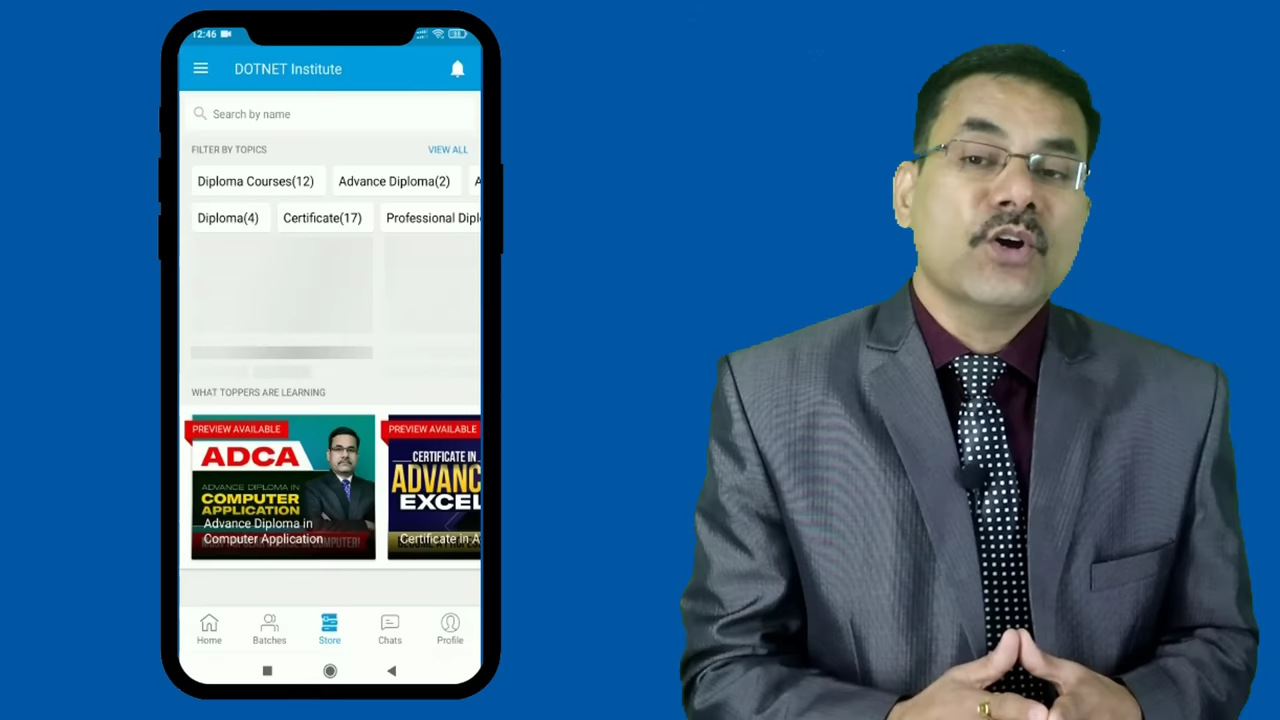 12:46
DOTNET Institute
Search by name
FILTER BY TOPICS
VIEW ALL
Diploma Courses(12)
Advance Diploma(2)
A
Diploma(4)
Certificate(17)
Professional Dipl
WHAT TOPPERS ARE LEARNING
PREVIEW AVAILABLE
ADCA
ADVANCE DIPLOMA IN
COMPUTER
APPLICATION
Advance Diploma in
Computer Application
PREVIEW AVAILABLE
CERTIFICATE IN
ADVANC
EXCEL
Certificate in A
Home
Batches
Store
Chats
Profile